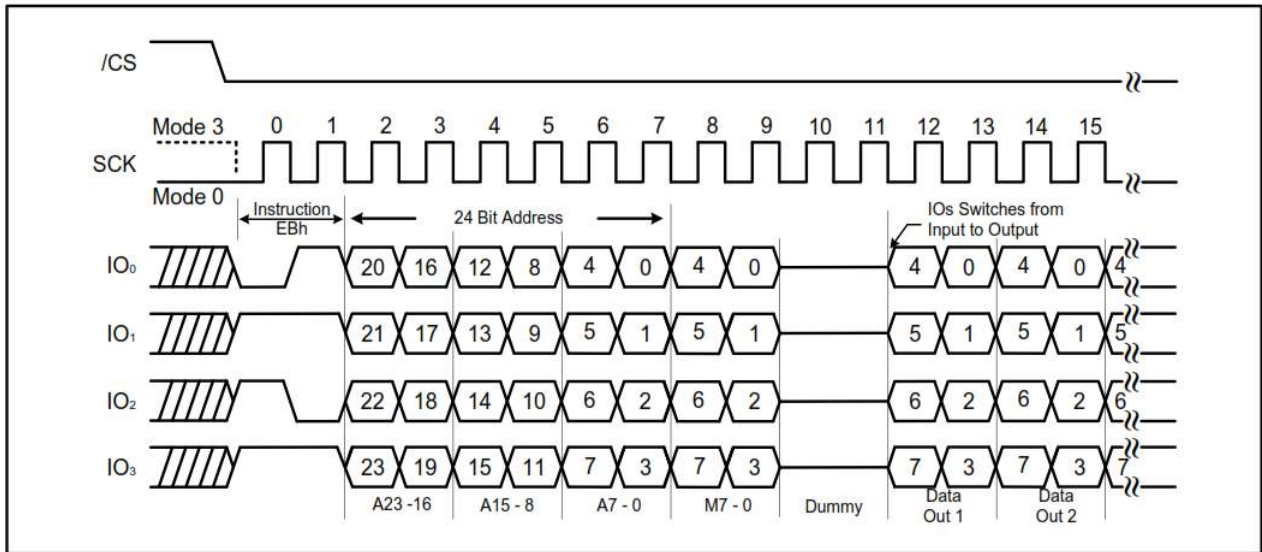 /CS
Mode 3 0 1 2 3 4 5 6 7 8 9 10 11 12 13 14 15
SCK
Mode 0
Instruction
EBh
24 Bit Address
IOs Switches from
Input to Output
IO₀ 20 16 12 8 4 0 4 0 4 0 4 0 4
IO₁ 21 17 13 9 5 1 5 1 5 1 5 1 5
IO₂ 22 18 14 10 6 2 6 2 6 2 6 2 6
IO₃ 23 19 15 11 7 3 7 3 7 3 7 3 7
A23 -16 A15 - 8 A7 - 0 M7 - 0 Dummy Data Data
Out 1 Out 2